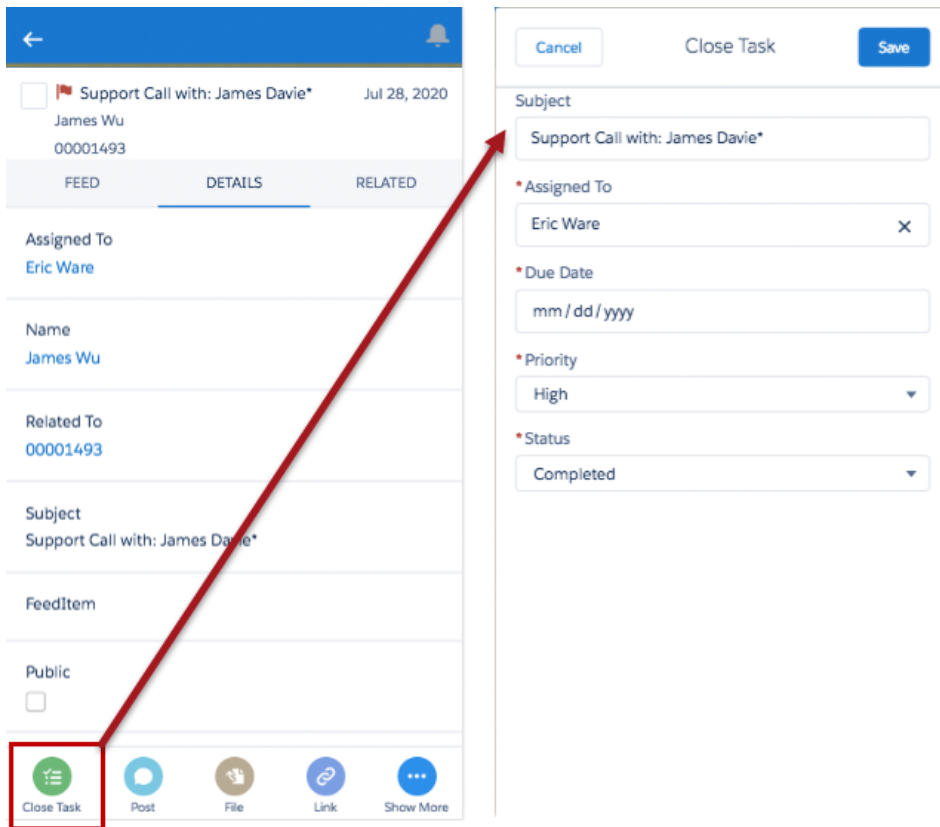 Support Call with: James Davie* Jul 28, 2020
James Wu
00001493
FEED DETAILS RELATED
Assigned To
Eric Ware
Name
James Wu
Related To
00001493
Subject
Support Call with: James Davie*
FeedItem
Public
Close Task Post File Link Show More
Cancel Close Task Save
Subject
Support Call with: James Davie*
*Assigned To
Eric Ware
*Due Date
mm/dd/yyyy
*Priority
High
*Status
Completed